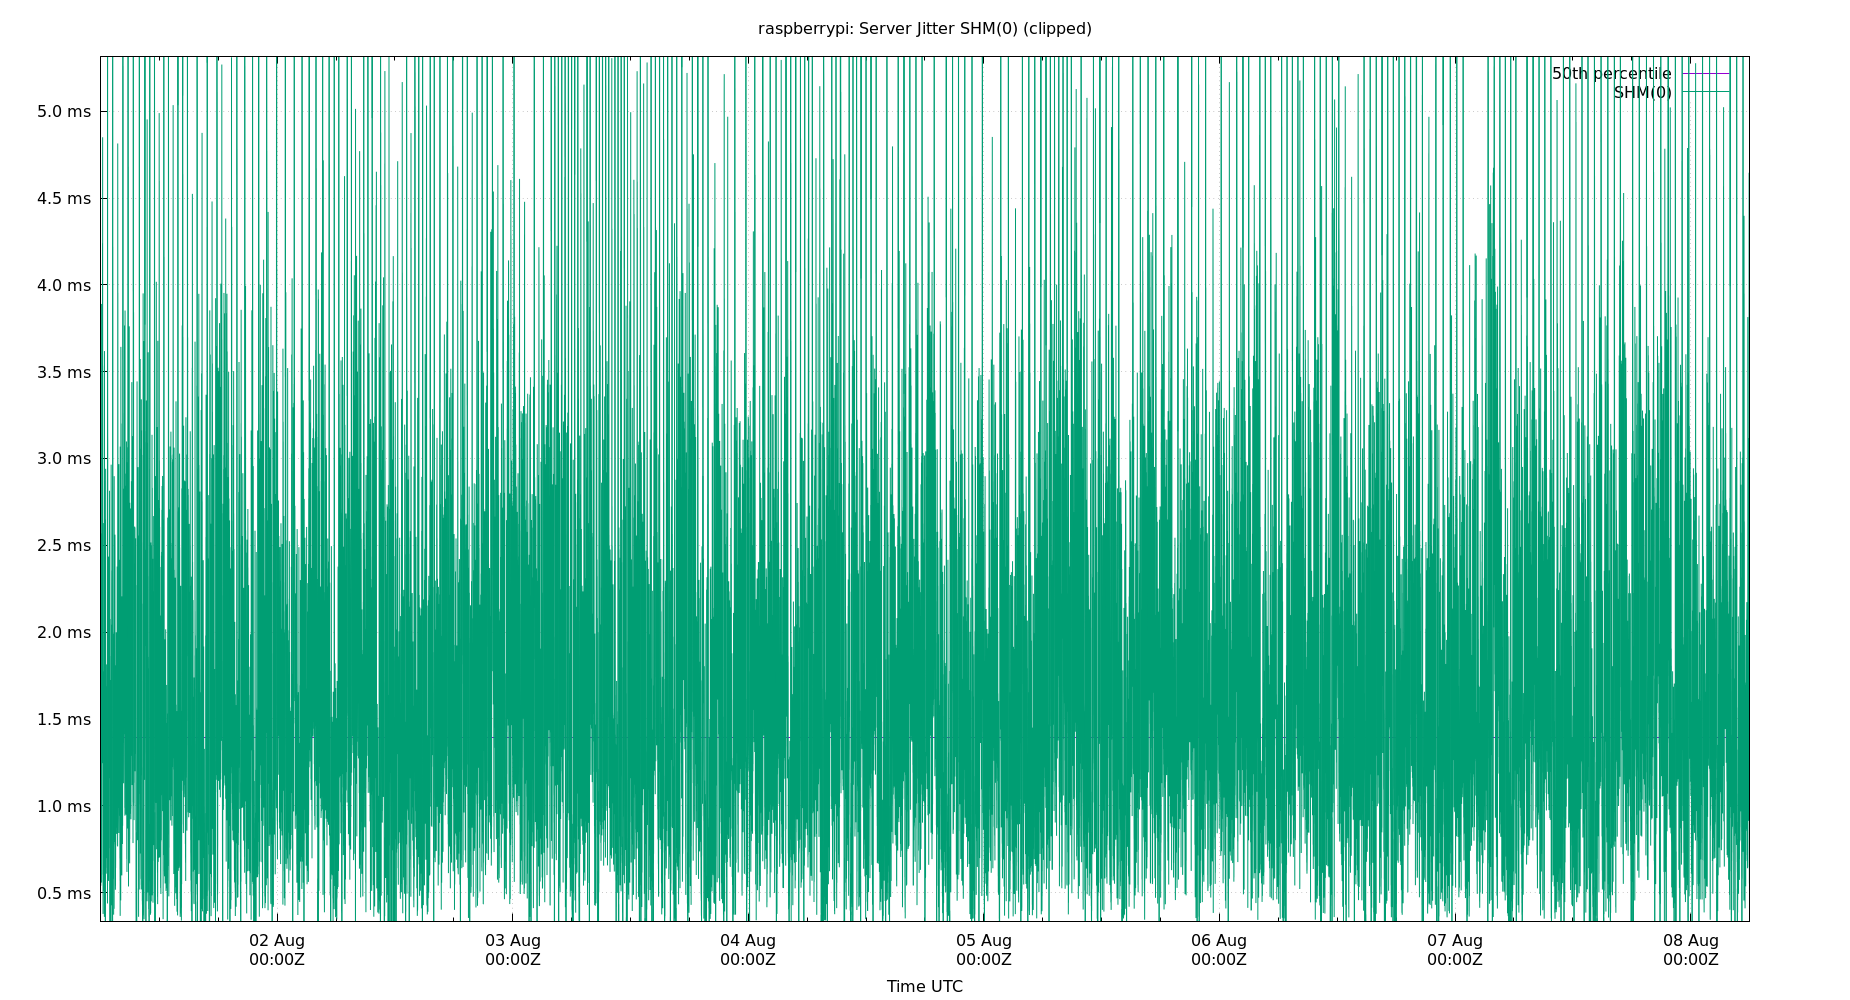 raspberrypi: Server Jitter SHM(0) (clipped)
50th percentile
SHM(0)
5.0 ms
4.5 ms
4.0 ms
3.5 ms
3.0 ms
2.5 ms
2.0 ms
1.5 ms
1.0 ms
0.5 ms
02 Aug 03 Aug 04 Aug 05 Aug 06 Aug 07 Aug 08 Aug
00:00Z 00:00Z 00:00Z 00:00Z 00:00Z 00:00Z 00:00Z
Time UTC